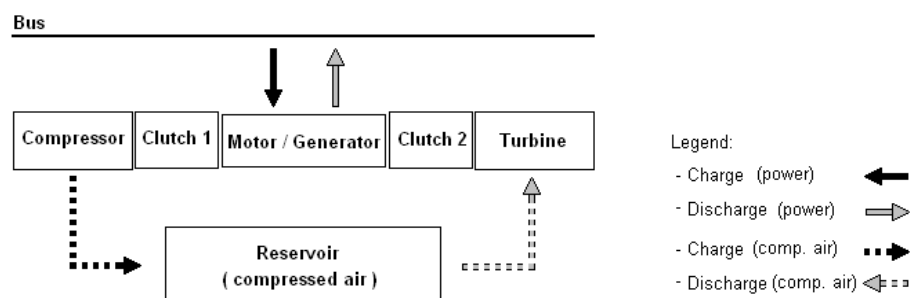 Bus
Compressor
Clutch 1
Motor / Generator
Clutch 2
Turbine
Reservoir
( compressed air )
Legend:
- Charge (power)
- Discharge (power)
- Charge (comp. air)
- Discharge (comp. air)